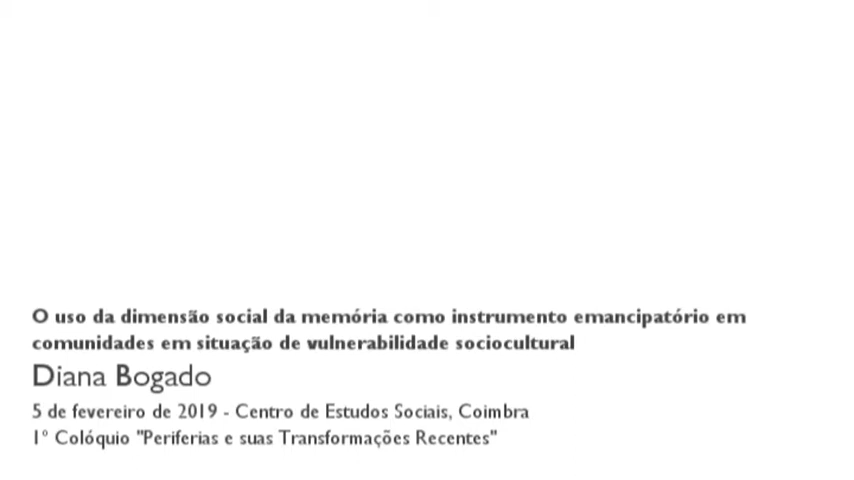 O uso da dimensão social da memória como instrumento emancipatório em
comunidades em situação de vulnerabilidade sociocultural
Diana Bogado
5 de fevereiro de 2019 - Centro de Estudos Sociais, Coimbra
1º Colóquio "Periferias e suas Transformações Recentes"